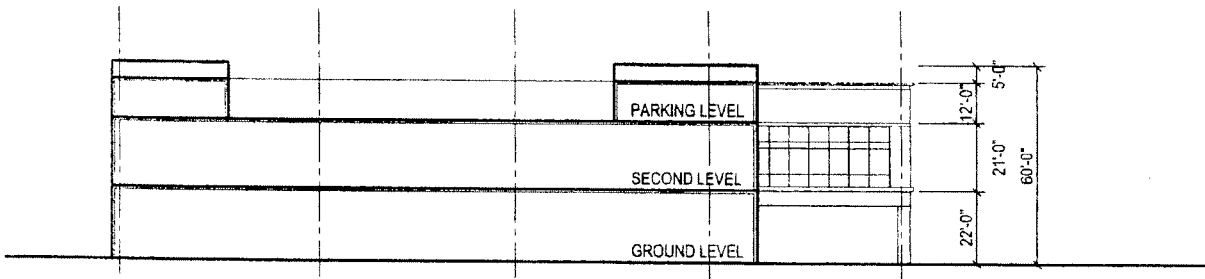 5'-0"
PARKING LEVEL
12'-0"
SECOND LEVEL
21'-0"
60'-0"
GROUND LEVEL
22'-0"